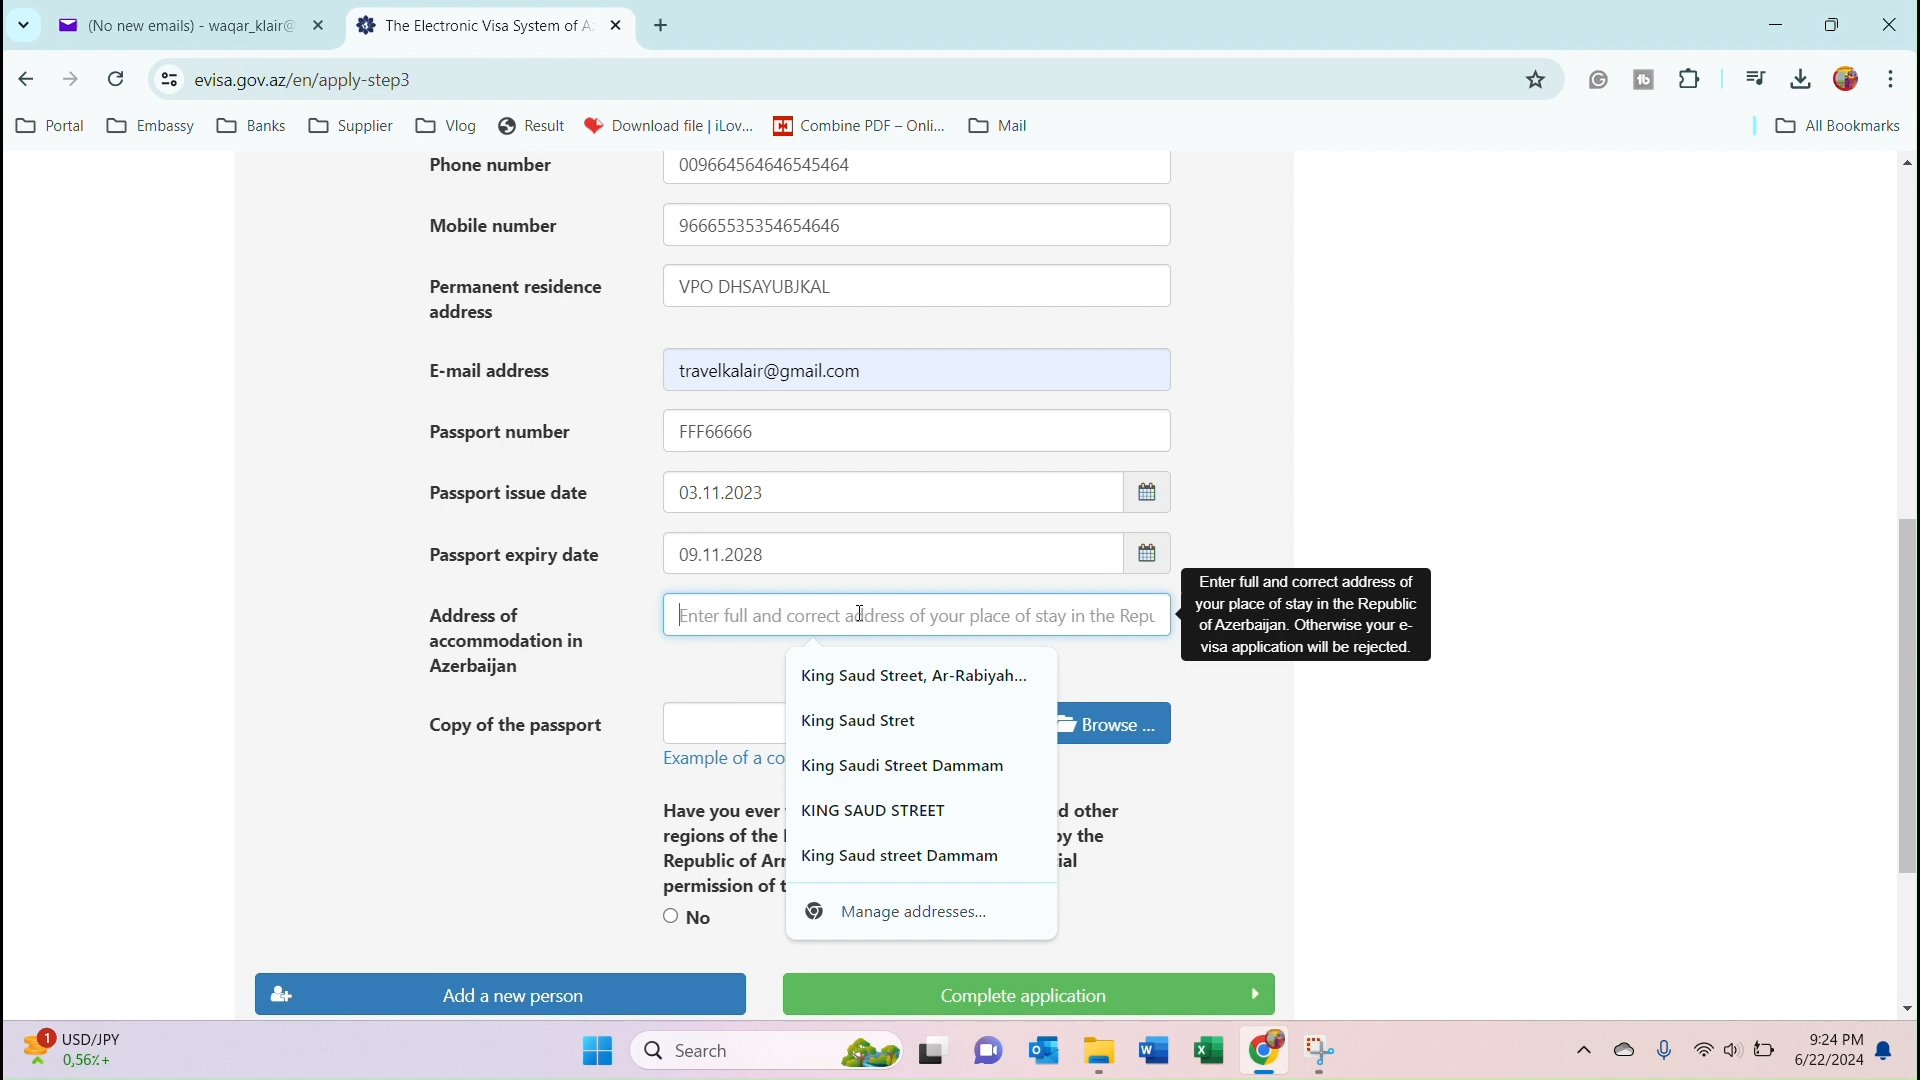 (No new emails) - waqar_klair@
The Electronic Visa System of A
evisa.gov.az/en/apply-step3
Portal
Embassy
Banks
Supplier
Vlog
Result
Download file | iLov...
Combine PDF – Onli...
Mail
All Bookmarks
Phone number
009664564646545464
Mobile number
96665535354654646
Permanent residence
address
VPO DHSAYUBJKAL
E-mail address
travelkalair@gmail.com
Passport number
FFF66666
Passport issue date
03.11.2023
Passport expiry date
09.11.2028
Address of
accommodation in
Azerbaijan
Enter full and correct address of your place of stay in the Repu
Enter full and correct address of
your place of stay in the Republic
of Azerbaijan. Otherwise your e-
visa application will be rejected.
King Saud Street, Ar-Rabiyah...
King Saud Stret
King Saudi Street Dammam
KING SAUD STREET
King Saud street Dammam
Manage addresses...
Copy of the passport
Browse ...
Example of a co
Have you ever
d other
regions of the
by the
Republic of Arr
ial
permission of t
No
Add a new person
Complete application
1
USD/JPY
0,56%+
Search
9:24 PM
6/22/2024